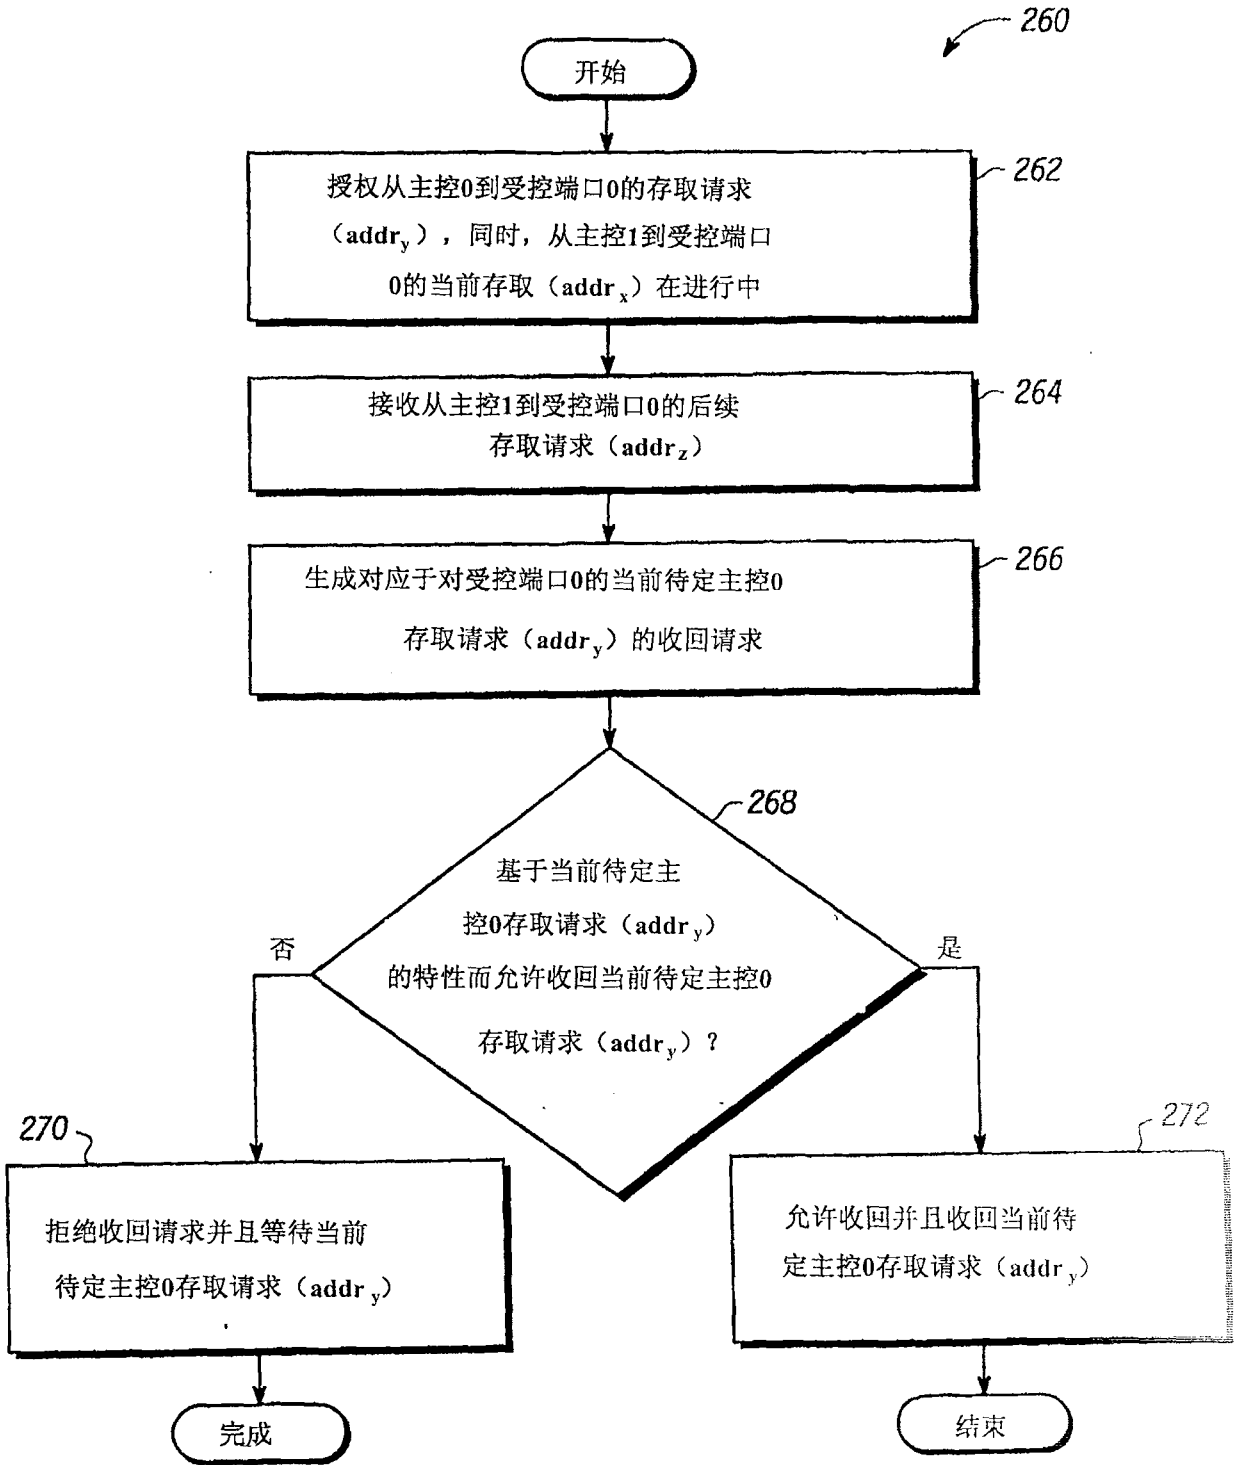 260
开始
262
授权从主控0到受控端口0的存取请求
（addr_y），同时，从主控1到受控端口
0的当前存取（addr_x）在进行中
264
接收从主控1到受控端口0的后续
存取请求（addr_z）
266
生成对应于对受控端口0的当前待定主控0
存取请求（addr_y）的收回请求
268
基于当前待定主
控0存取请求（addr_y）
的特性而允许收回当前待定主控0
存取请求（addr_y）？
否
是
270
拒绝收回请求并且等待当前
待定主控0存取请求（addr_y）
完成
272
允许收回并且收回当前待
定主控0存取请求（addr_y）
结束